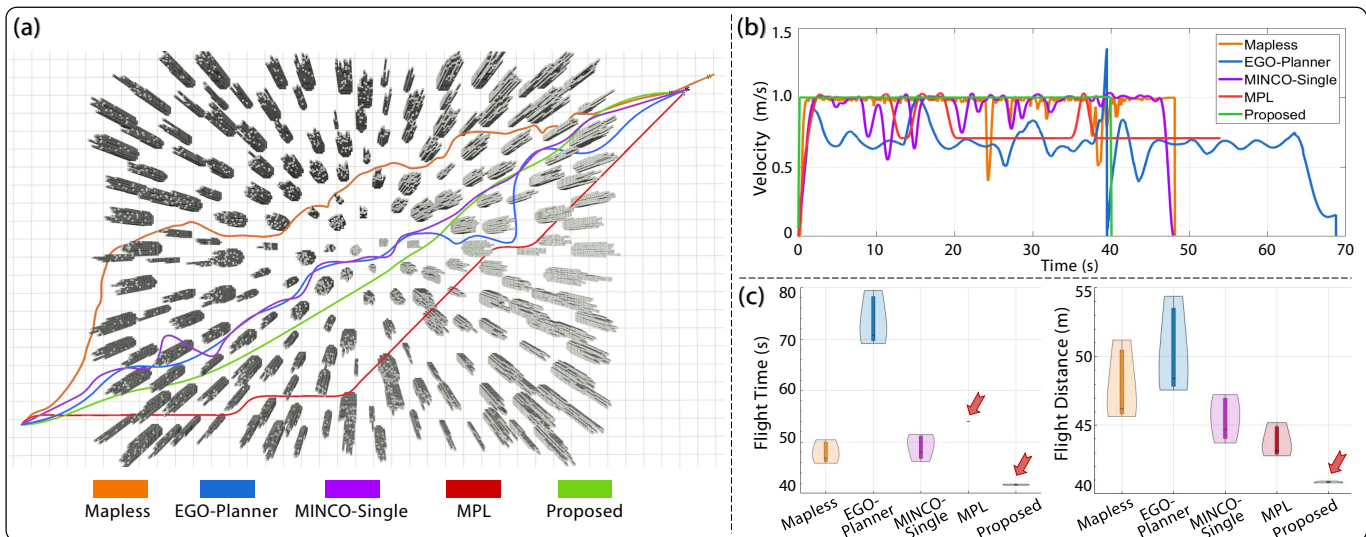 (a)
Mapless
EGO-Planner
MINCO-Single
MPL
Proposed
(b)
1.5
1.0
0.5
0
Velocity (m/s)
0
10
20
30
40
50
60
70
Time (s)
Mapless
EGO-Planner
MINCO-Single
MPL
Proposed
(c)
80
70
60
50
40
Flight Time (s)
Mapless
EGO-
Planner
MINCO-
Single
MPL
Proposed
55
50
45
40
Flight Distance (m)
Mapless
EGO-
Planner
MINCO-
Single
MPL
Proposed